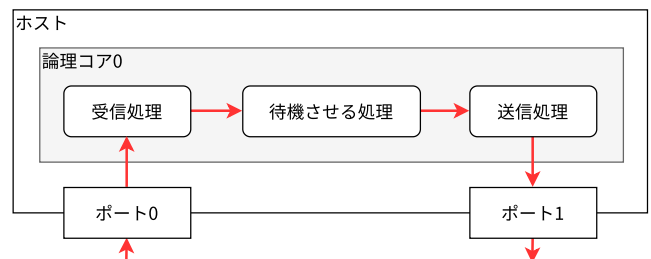 ホスト
論理コア0
受信処理
待機させる処理
送信処理
ポート0
ポート1